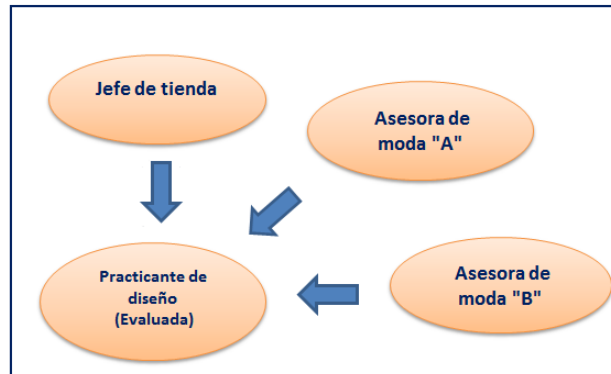 Jefe de tienda
Asesora de
moda "A"
Practicante de
diseño
(Evaluada)
Asesora de
moda "B"